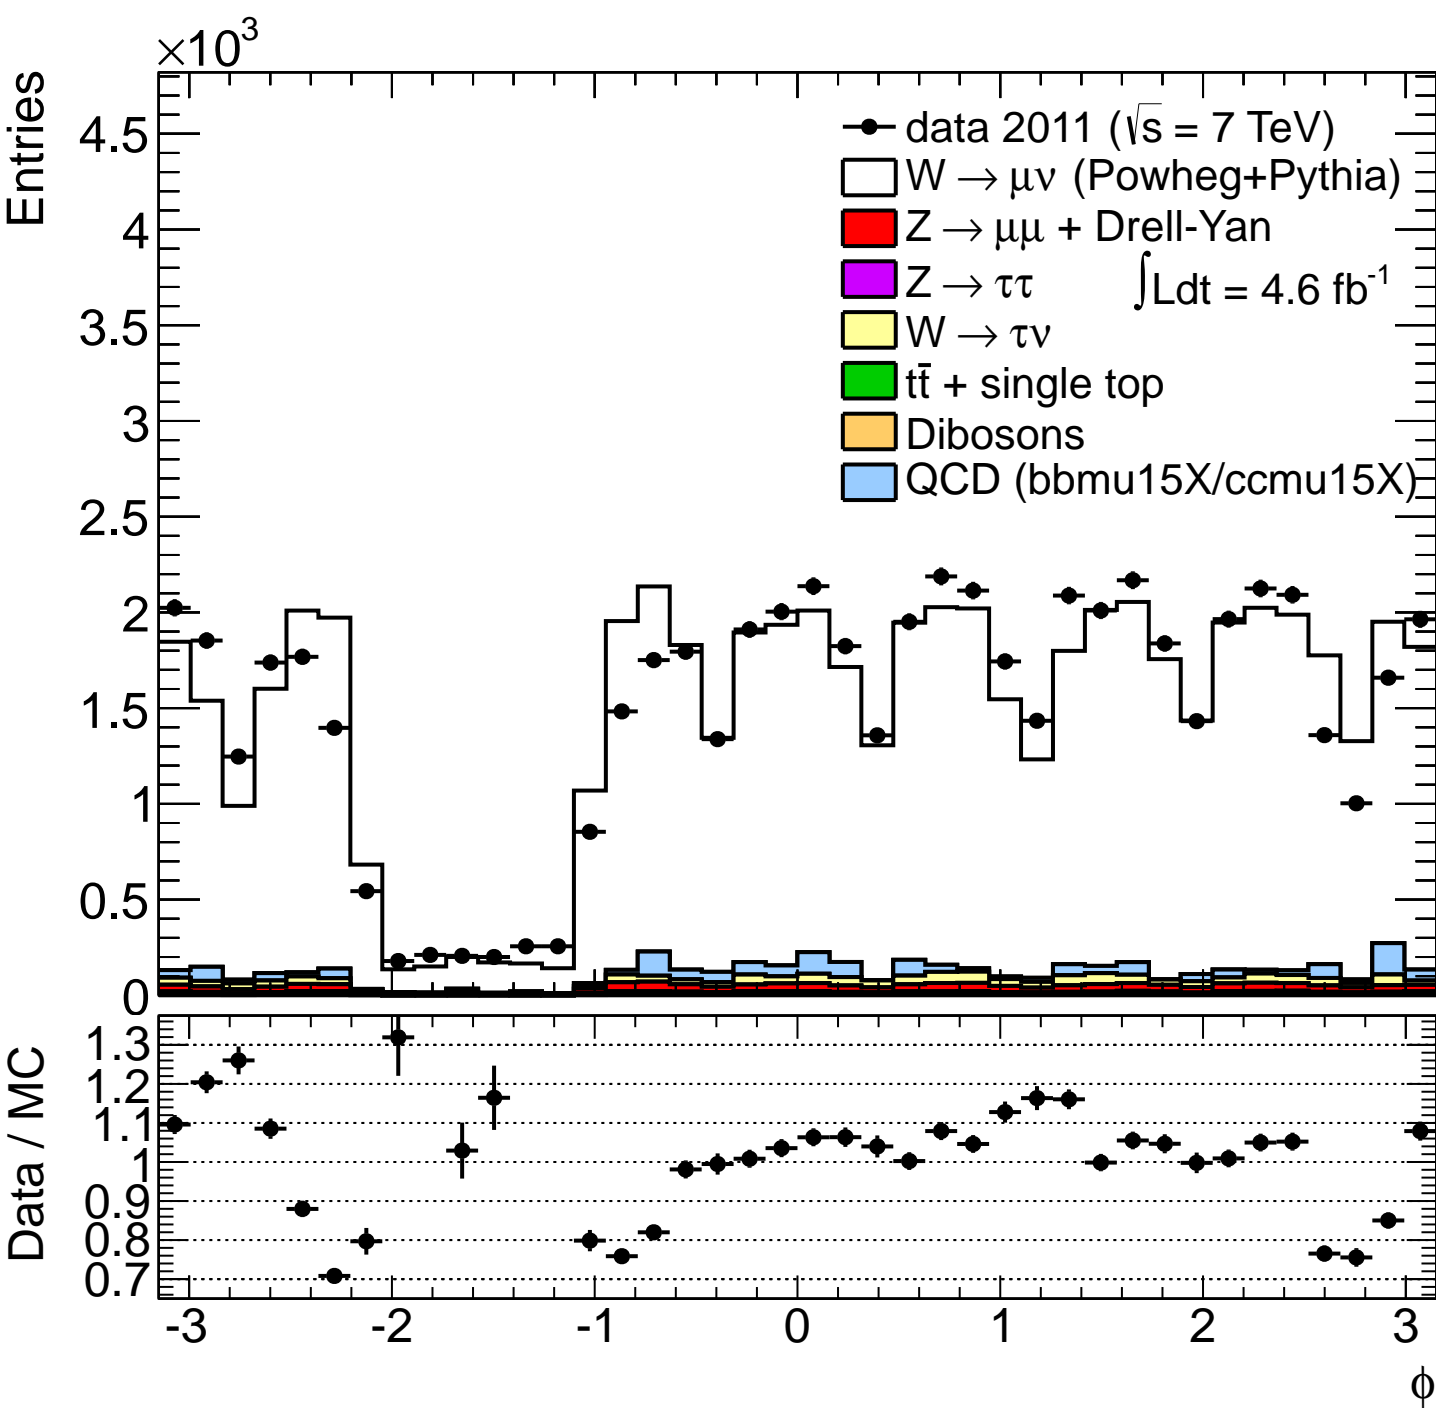 ×10³
Entries
4.5
4
3.5
3
2.5
2
1.5
1
0.5
0
data 2011 (√s = 7 TeV)
W → μν (Powheg+Pythia)
Z → μμ + Drell-Yan
Z → ττ
∫Ldt = 4.6 fb⁻¹
W → τν
tt̄ + single top
Dibosons
QCD (bbmu15X/ccmu15X)
Data / MC
1.3
1.2
1.1
1
0.9
0.8
0.7
-3 -2 -1 0 1 2 3
ϕ